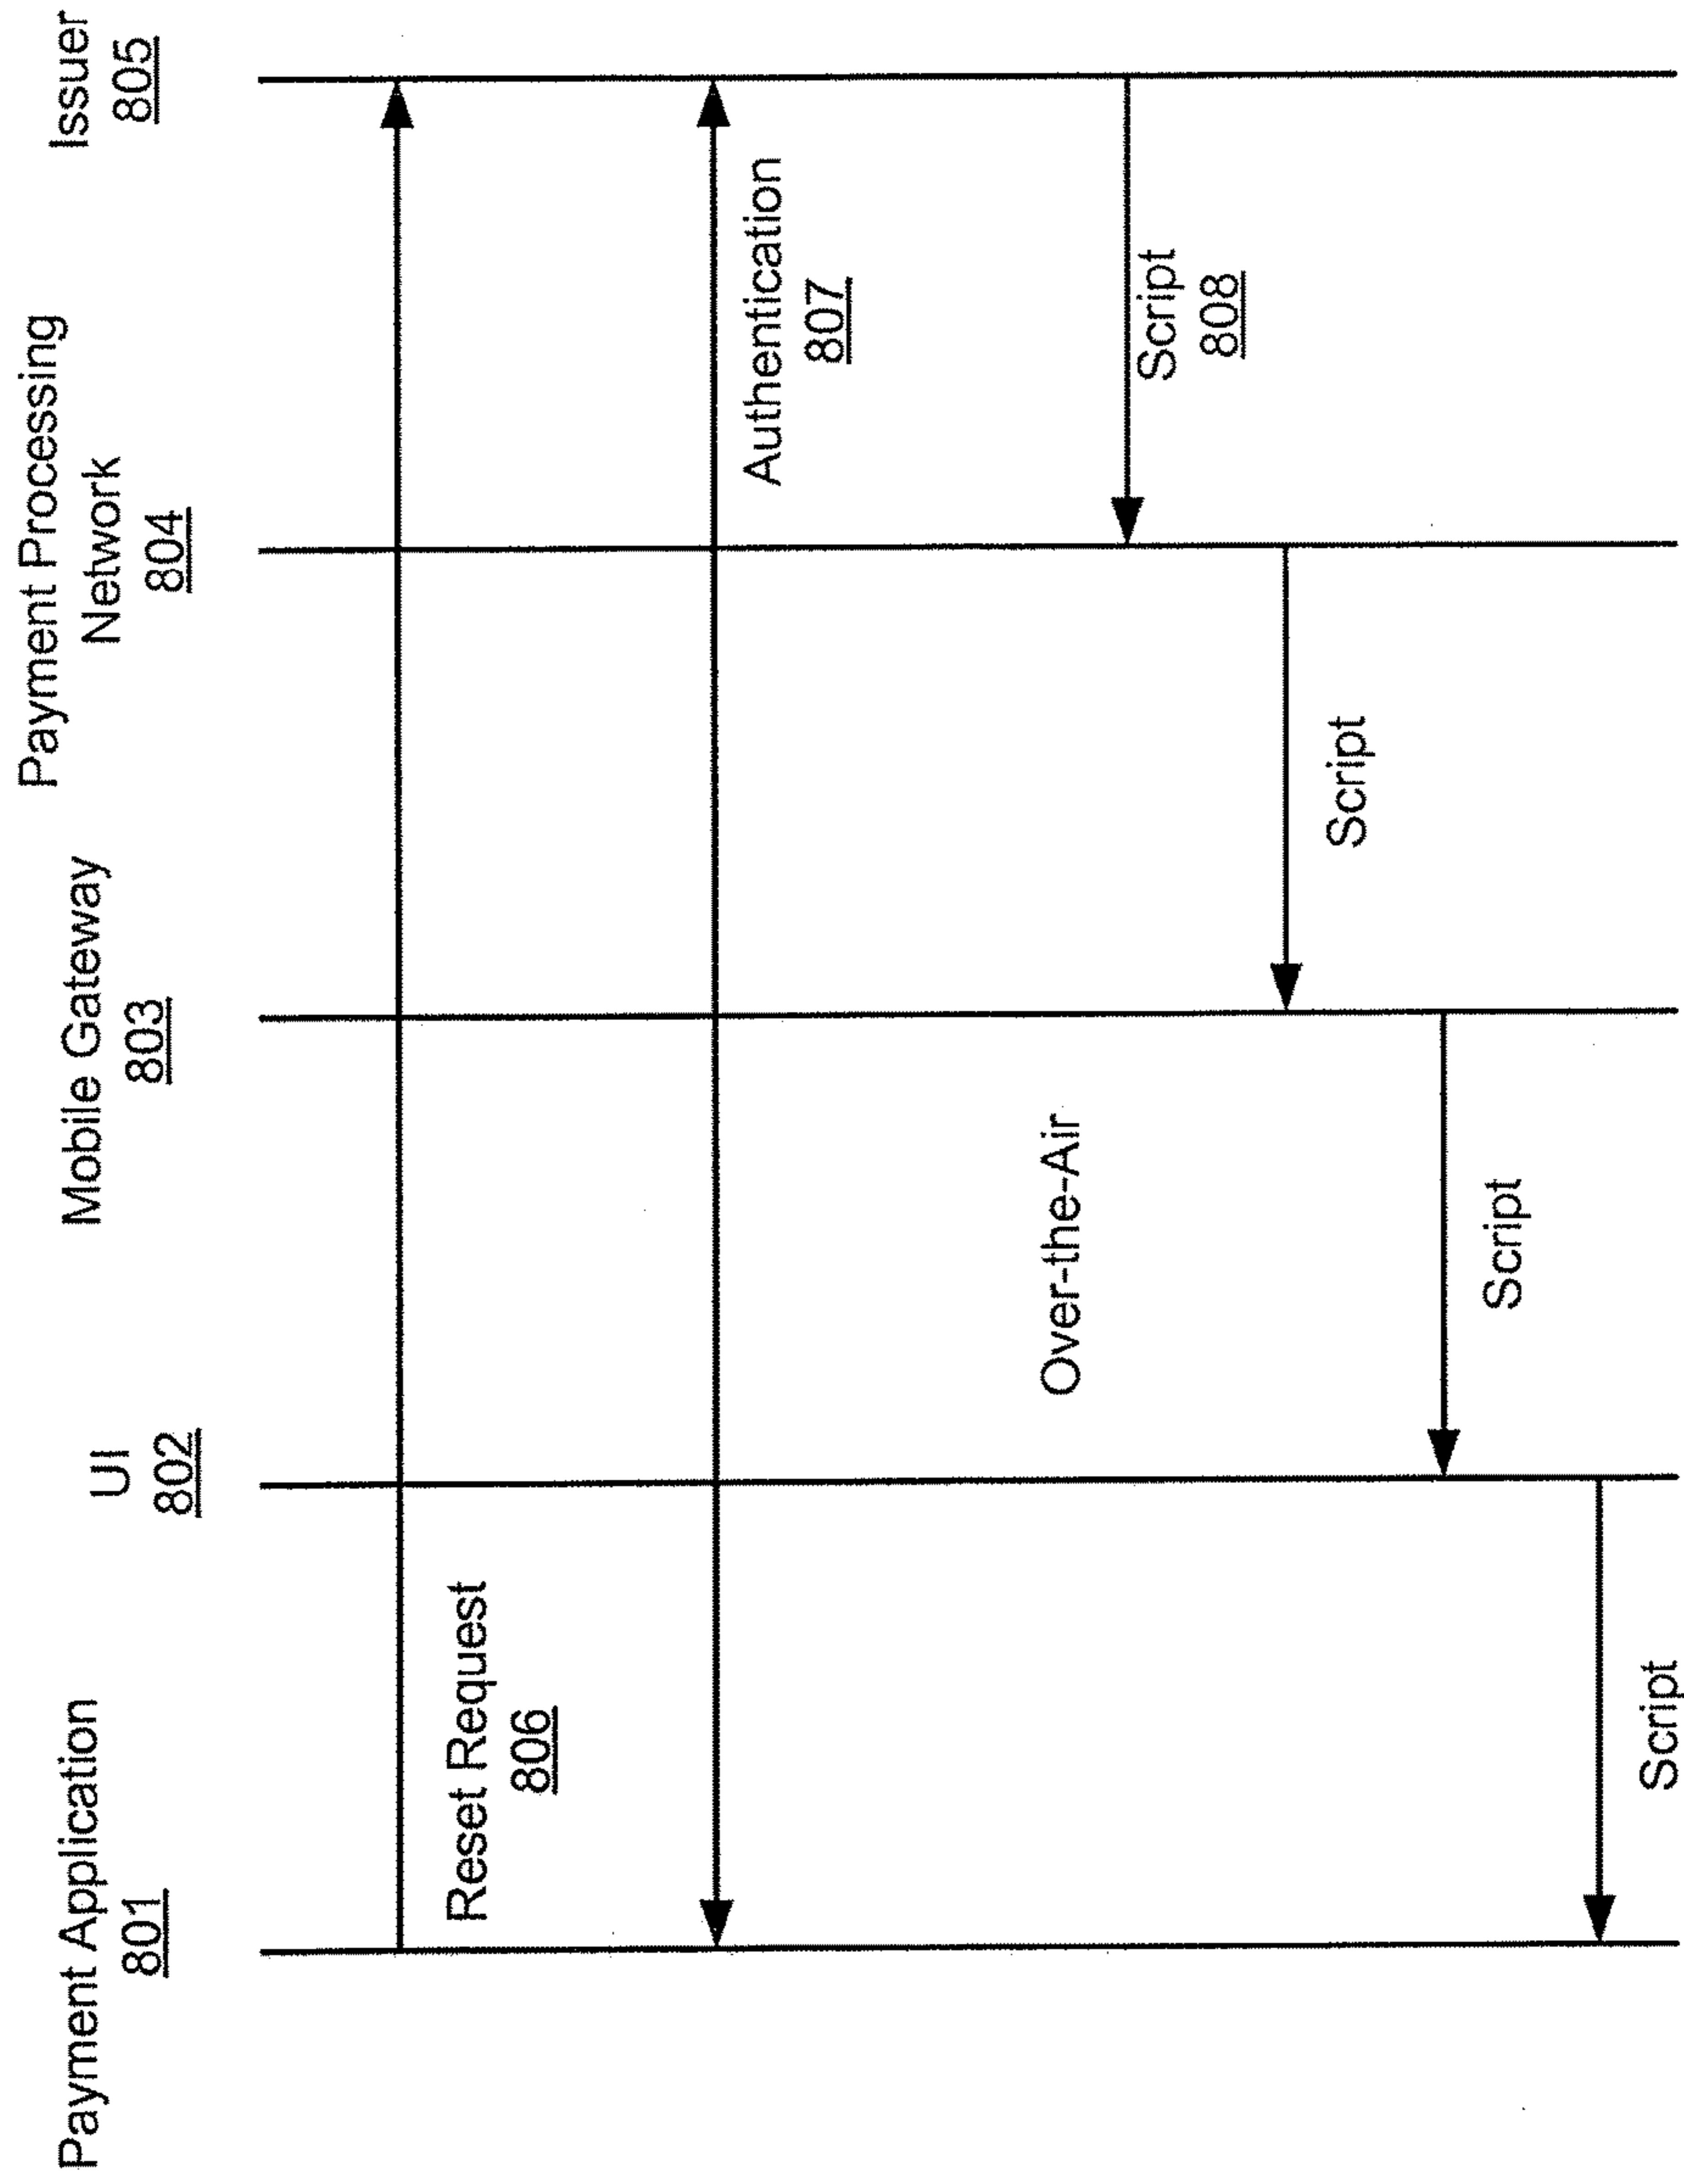 Payment Application
801
UI
802
Mobile Gateway
803
Payment Processing
Network
804
Issuer
805
Reset Request
806
Authentication
807
Over-the-Air
Script
808
Script
Script
Script